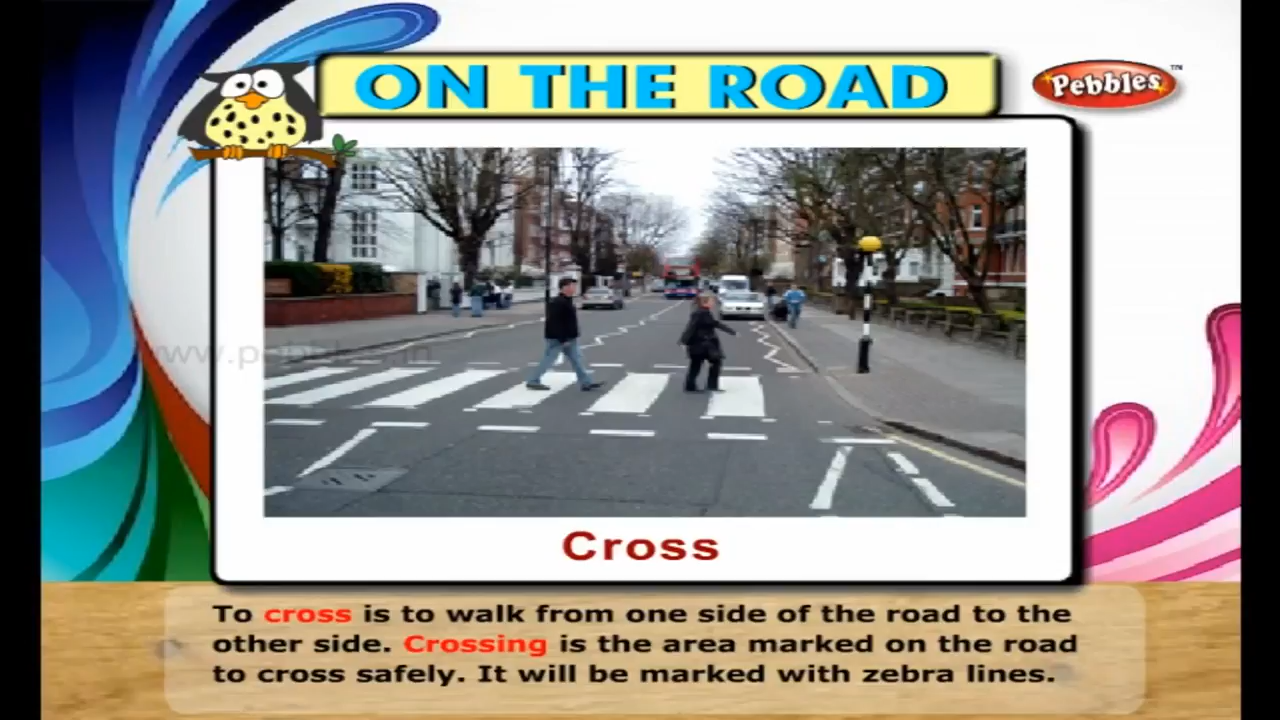 ON THE ROAD
Pebbles™
Cross
To cross is to walk from one side of the road to the
other side. Crossing is the area marked on the road
to cross safely. It will be marked with zebra lines.